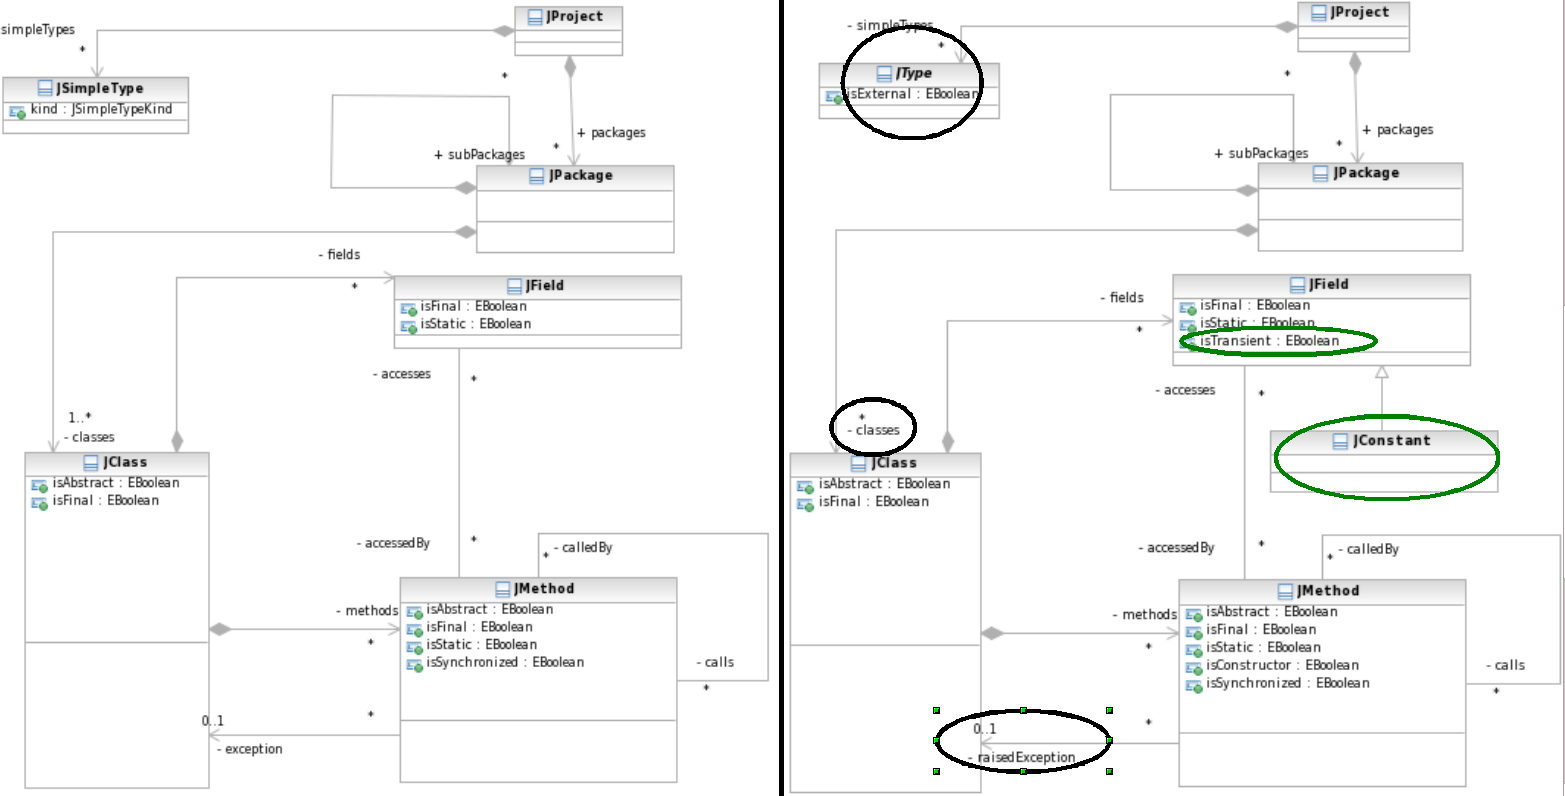 JProject
simpleTypes
*
JSimpleType
kind : JSimpleTypeKind
*
+ packages
*
+ subPackages
JPackage
- fields
*
JField
isFinal : EBoolean
isStatic : EBoolean
- accesses
*
1..*
- classes
JClass
isAbstract : EBoolean
isFinal : EBoolean
- accessedBy
*
- calledBy
*
JMethod
isAbstract : EBoolean
isFinal : EBoolean
isStatic : EBoolean
isSynchronized : EBoolean
- methods
*
- calls
*
0..1
*
- exception
JProject
- simpleTypes
*
JType
isExternal : EBoolean
*
+ packages
*
+ subPackages
JPackage
- fields
*
JField
isFinal : EBoolean
isStatic : EBoolean
isTransient : EBoolean
- accesses
*
JConstant
*
- classes
JClass
isAbstract : EBoolean
isFinal : EBoolean
- accessedBy
*
- calledBy
*
JMethod
isAbstract : EBoolean
isFinal : EBoolean
isStatic : EBoolean
isConstructor : EBoolean
isSynchronized : EBoolean
- methods
*
- calls
*
0..1
*
- raisedException